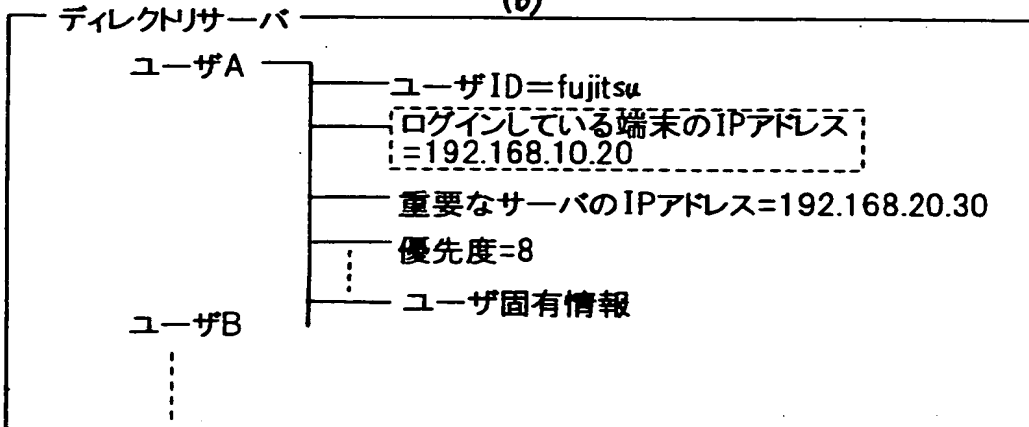 (b)
ディレクトリサーバ
ユーザA
ユーザID=fujitsu
ログインしている端末のIPアドレス
=192.168.10.20
重要なサーバのIPアドレス=192.168.20.30
優先度=8
ユーザ固有情報
ユーザB